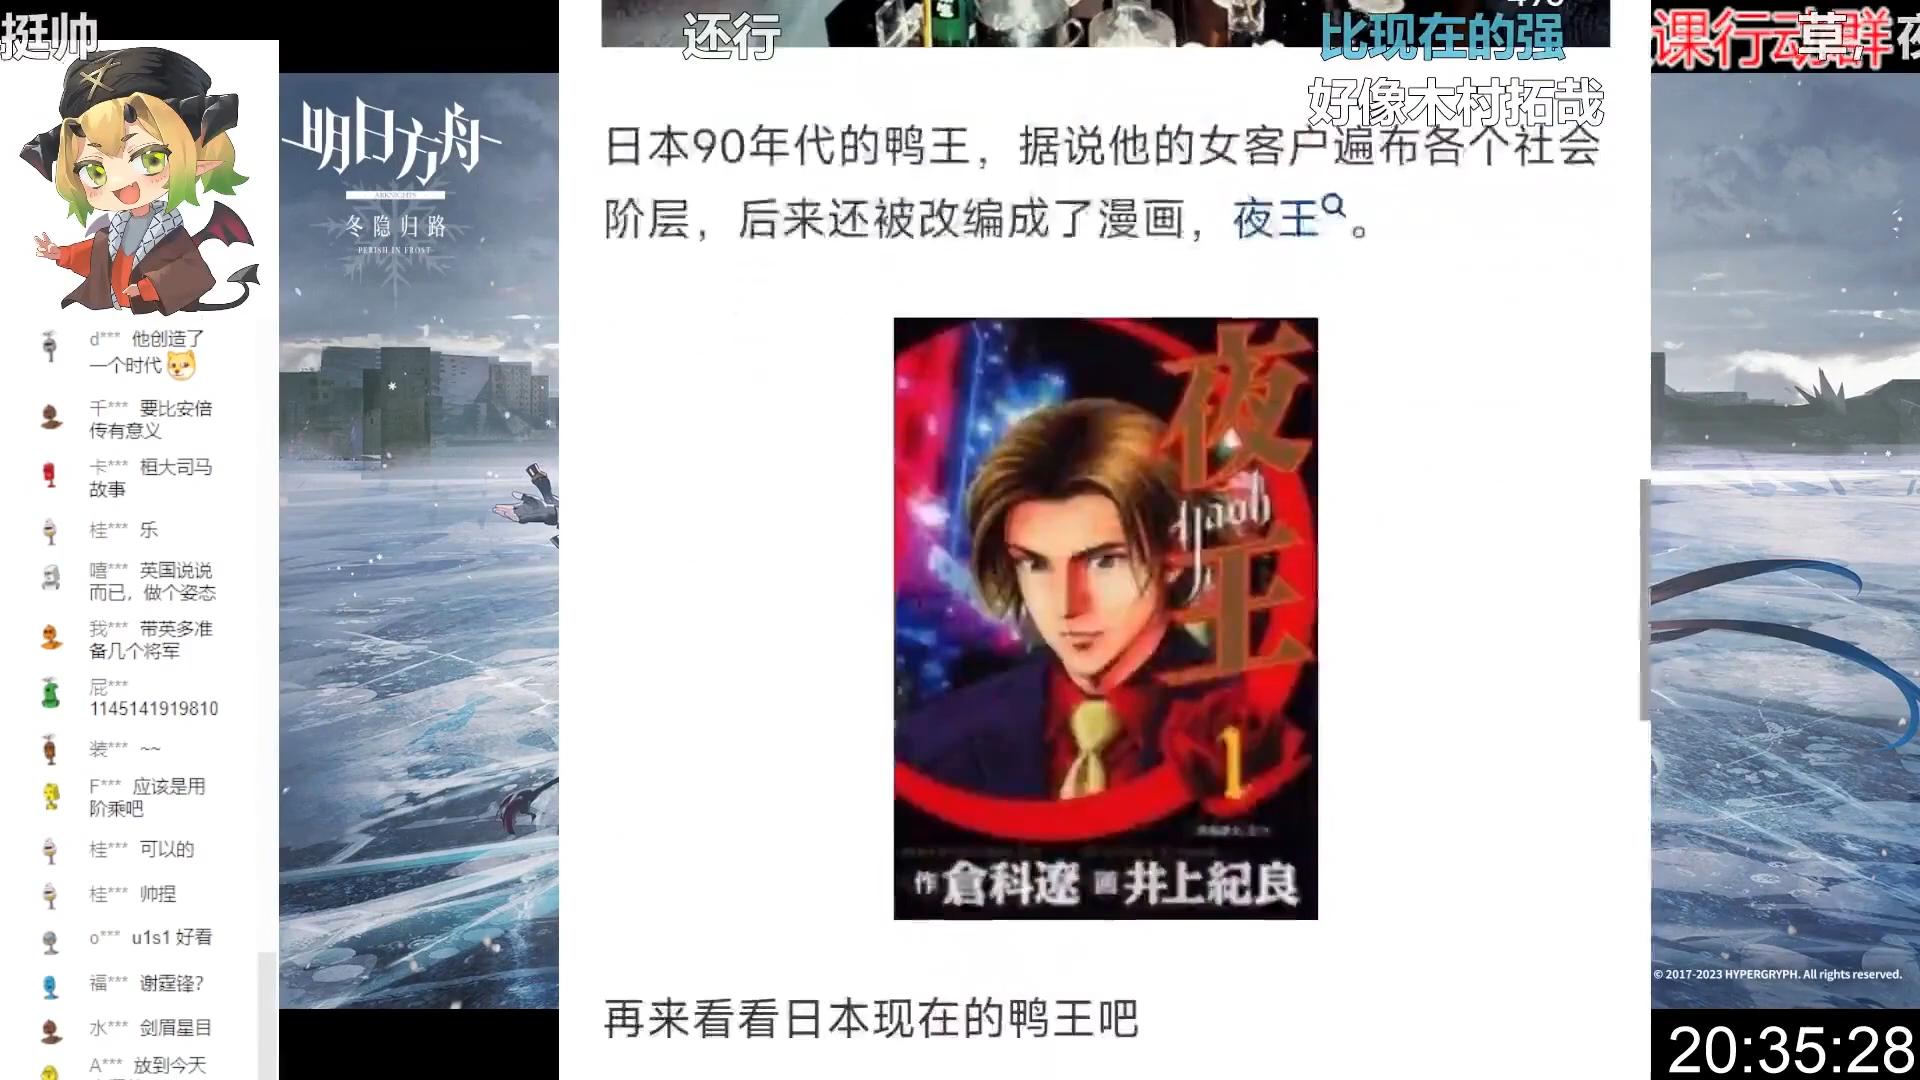 挺帅
还行
比现在的强
课行动群
草,
夜
好像木村拓哉
明日方舟
ARKNIGHTS
冬隐归路
PERISH IN FROST
日本90年代的鸭王，据说他的女客户遍布各个社会
阶层，后来还被改编成了漫画，夜王。
夜王
yaoh
1
作 倉科遼 画 井上紀良
再来看看日本现在的鸭王吧
d*** 他创造了
一个时代
千*** 要比安倍
传有意义
卡*** 桓大司马
故事
桂*** 乐
嘻*** 英国说说
而已，做个姿态
我*** 带英多准
备几个将军
屁***
1145141919810
装*** ~~
F*** 应该是用
阶乘吧
桂*** 可以的
桂*** 帅捏
o*** u1s1 好看
福*** 谢霆锋？
水*** 剑眉星目
A*** 放到今天
© 2017-2023 HYPERGRYPH. All rights reserved.
20:35:28